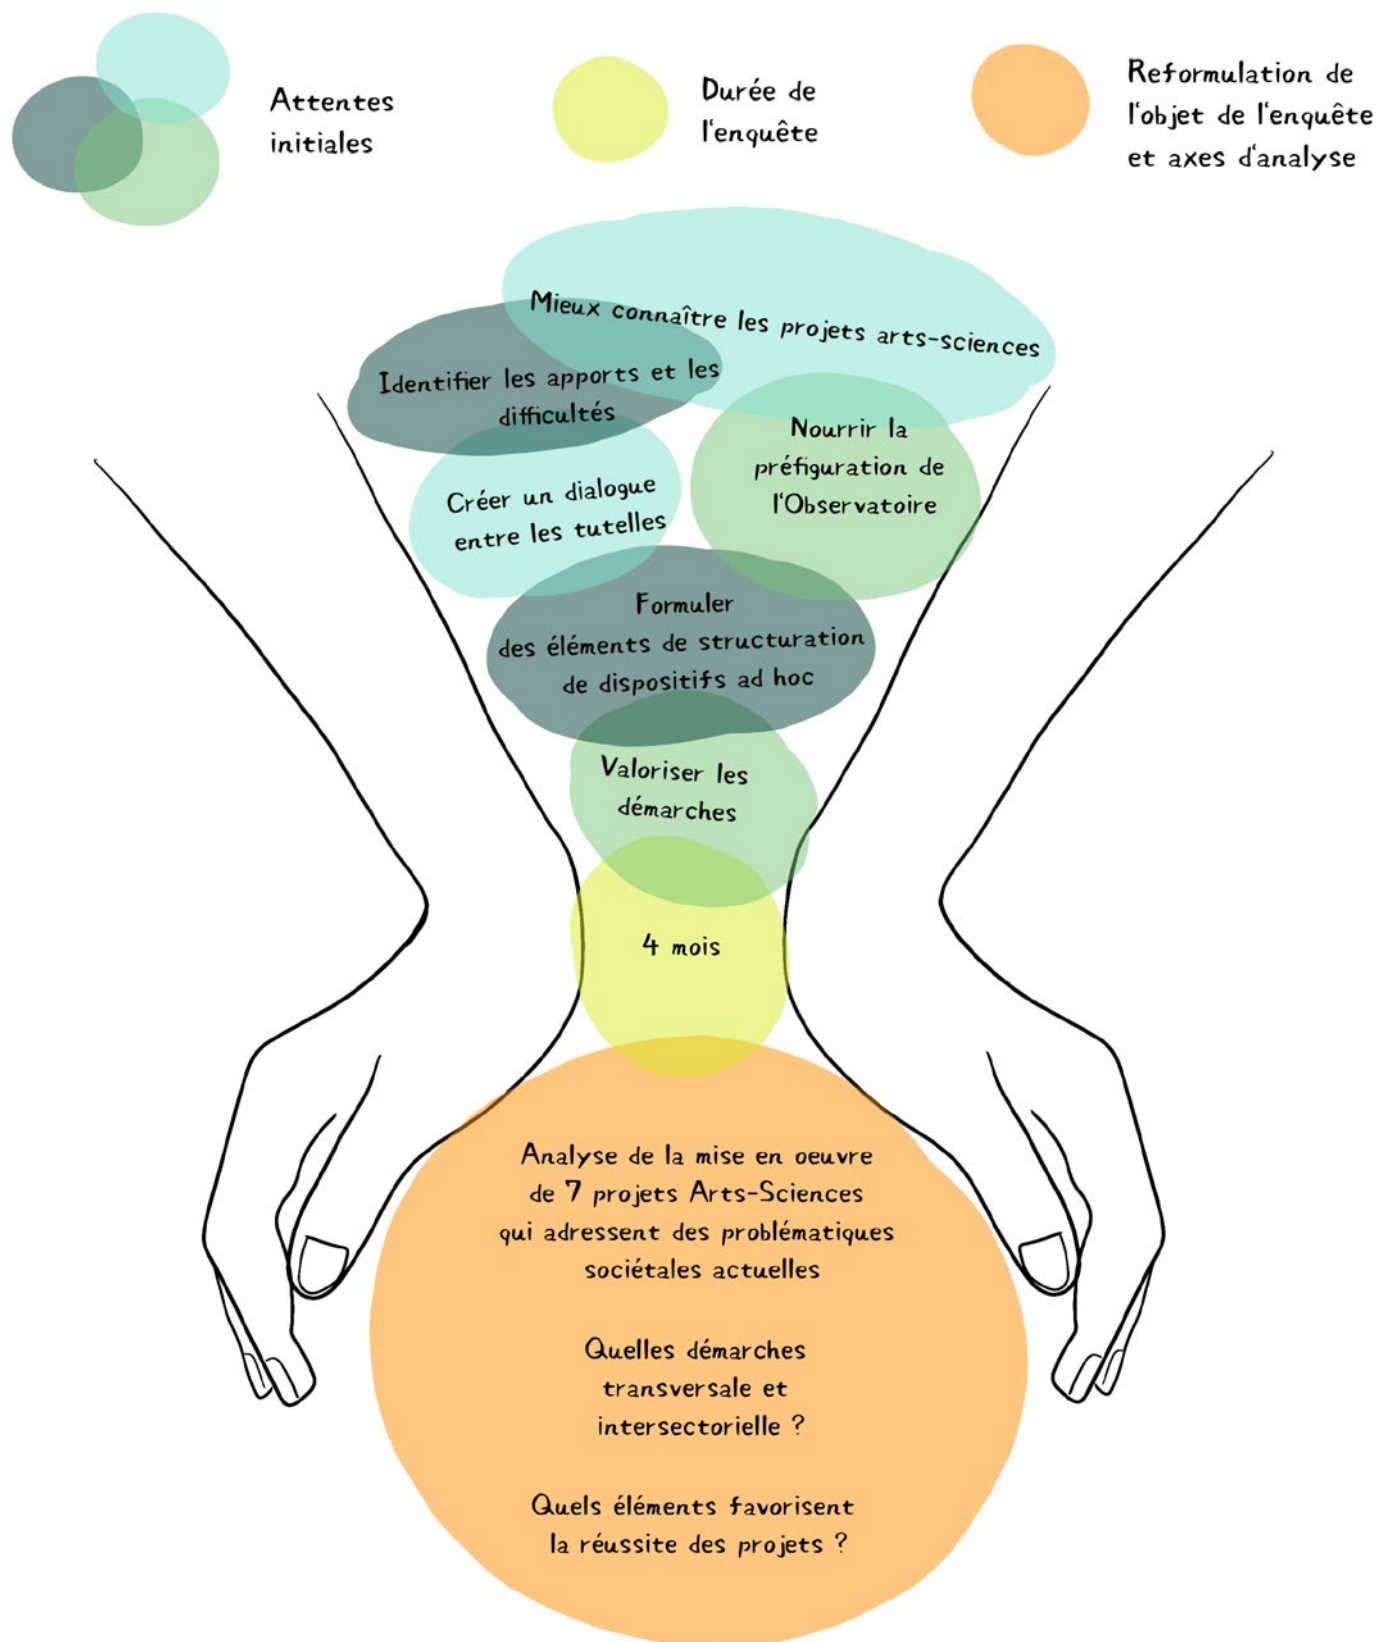 Attentes
initiales
Durée de
l'enquête
Reformulation de
l'objet de l'enquête
et axes d'analyse
Mieux connaître les projets arts-sciences
Identifier les apports et les
difficultés
Nourrir la
préfiguration de
l'Observatoire
Créer un dialogue
entre les tutelles
Formuler
des éléments de structuration
de dispositifs ad hoc
Valoriser les
démarches
4 mois
Analyse de la mise en oeuvre
de 7 projets Arts-Sciences
qui adressent des problématiques
sociétales actuelles
Quelles démarches
transversale et
intersectorielle ?
Quels éléments favorisent
la réussite des projets ?